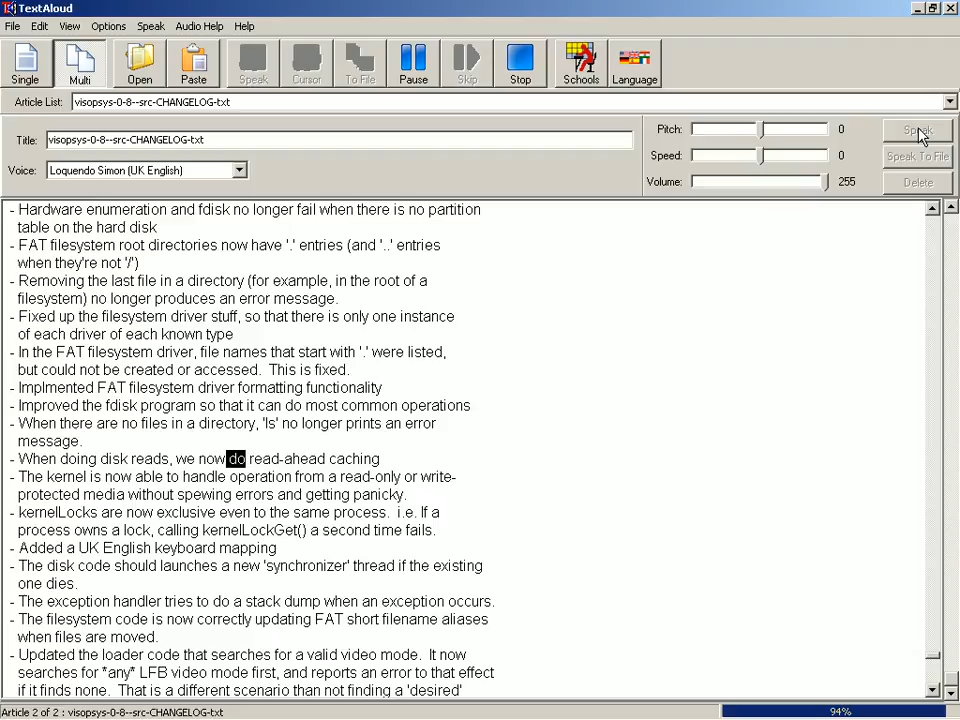 TextAloud
File Edit View Options Speak Audio Help Help
Single Multi Open Paste Speak Cursor To File Pause Skip Stop Schools Language
Article List: visopsys-0-8--src-CHANGELOG-txt
Title: visopsys-0-8--src-CHANGELOG-txt
Voice: Loquendo Simon (UK English)
Pitch: 0 Speak
Speed: 0 Speak To File
Volume: 255 Delete
- Hardware enumeration and fdisk no longer fail when there is no partition
table on the hard disk
- FAT filesystem root directories now have '.' entries (and '..' entries
when they're not '/')
- Removing the last file in a directory (for example, in the root of a
filesystem) no longer produces an error message.
- Fixed up the filesystem driver stuff, so that there is only one instance
of each driver of each known type
- In the FAT filesystem driver, file names that start with '.' were listed,
but could not be created or accessed.  This is fixed.
- Implmented FAT filesystem driver formatting functionality
- Improved the fdisk program so that it can do most common operations
- When there are no files in a directory, 'ls' no longer prints an error
message.
- When doing disk reads, we now do read-ahead caching
- The kernel is now able to handle operation from a read-only or write-
protected media without spewing errors and getting panicky.
- kernelLocks are now exclusive even to the same process.  i.e. If a
process owns a lock, calling kernelLockGet() a second time fails.
- Added a UK English keyboard mapping
- The disk code should launches a new 'synchronizer' thread if the existing
one dies.
- The exception handler tries to do a stack dump when an exception occurs.
- The filesystem code is now correctly updating FAT short filename aliases
when files are moved.
- Updated the loader code that searches for a valid video mode.  It now
searches for *any* LFB video mode first, and reports an error to that effect
if it finds none.  That is a different scenario than not finding a 'desired'
Article 2 of 2 : visopsys-0-8--src-CHANGELOG-txt 94%